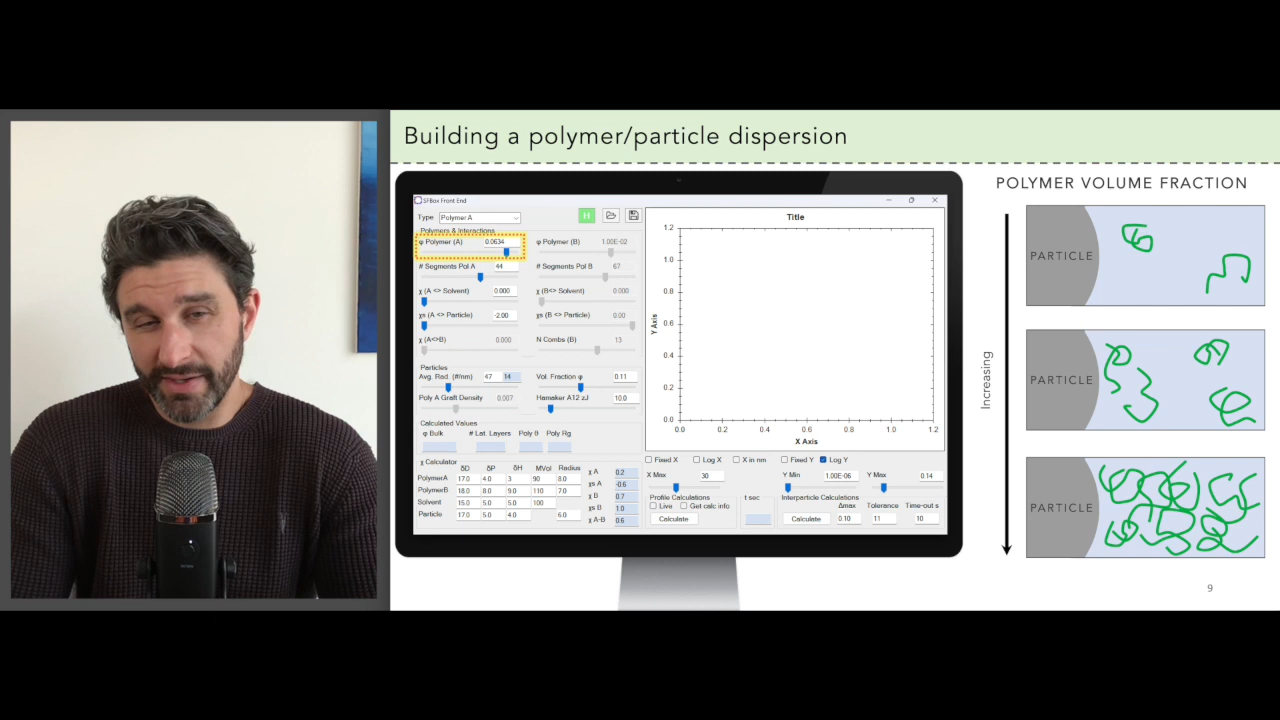 Building a polymer/particle dispersion
SFBox Front End
Type Polymer A H
Polymers & Interactions
φ Polymer (A) 0.0634 φ Polymer (B) 1.00E-02
# Segments Pol A 44 # Segments Pol B 67
χ (A <> Solvent) 0.000 χ (B<> Solvent) 0.000
χs (A <> Particle) -2.00 χs (B <> Particle) 0.00
χ (A<>B) 0.000 N Combs (B) 13
Particles
Avg. Rad. (#/nm) 47 14 Vol. Fraction φ 0.11
Poly A Graft Density 0.007 Hamaker A12 zJ 10.0
Calculated Values
φ Bulk # Lat. Layers Poly θ Poly Rg
χ Calculator
δD δP δH MVol Radius
PolymerA 17.0 4.0 3 90 8.0
PolymerB 18.0 8.0 9.0 110 7.0
Solvent 15.0 5.0 5.0 100
Particle 17.0 5.0 4.0 6.0
χ A 0.2
χs A -0.6
χ B 0.7
χs B 1.0
χ A-B 0.6
Title
1.2
1.0
0.8
0.6
0.4
0.2
0.0
Y Axis
0.0 0.2 0.4 0.6 0.8 1.0 1.2
X Axis
Fixed X Log X X in nm Fixed Y Log Y
X Max 30 Y Min 1.00E-06 Y Max 0.14
Profile Calculations
Live Get calc info
Calculate
t sec
Interparticle Calculations
Δmax Tolerance Time-out s
Calculate 0.10 11 10
POLYMER VOLUME FRACTION
Increasing
PARTICLE
PARTICLE
PARTICLE
9